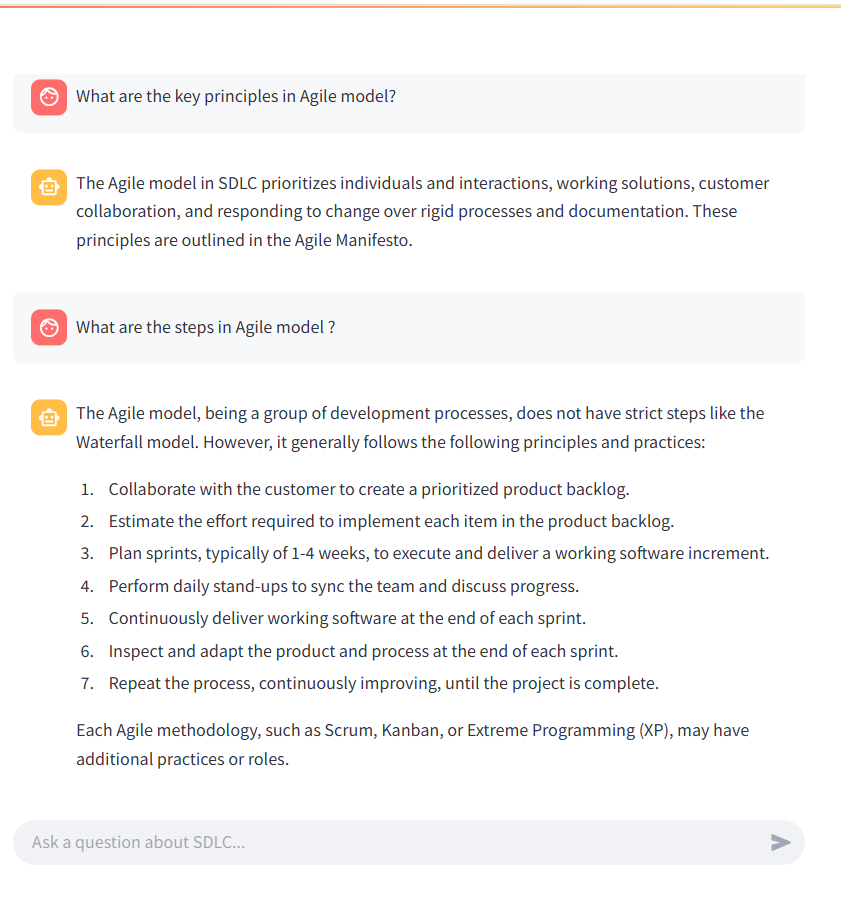 What are the key principles in Agile model?
The Agile model in SDLC prioritizes individuals and interactions, working solutions, customer
collaboration, and responding to change over rigid processes and documentation. These
principles are outlined in the Agile Manifesto.
What are the steps in Agile model ?
The Agile model, being a group of development processes, does not have strict steps like the
Waterfall model. However, it generally follows the following principles and practices:
1. Collaborate with the customer to create a prioritized product backlog.
2. Estimate the effort required to implement each item in the product backlog.
3. Plan sprints, typically of 1-4 weeks, to execute and deliver a working software increment.
4. Perform daily stand-ups to sync the team and discuss progress.
5. Continuously deliver working software at the end of each sprint.
6. Inspect and adapt the product and process at the end of each sprint.
7. Repeat the process, continuously improving, until the project is complete.
Each Agile methodology, such as Scrum, Kanban, or Extreme Programming (XP), may have
additional practices or roles.
Ask a question about SDLC...